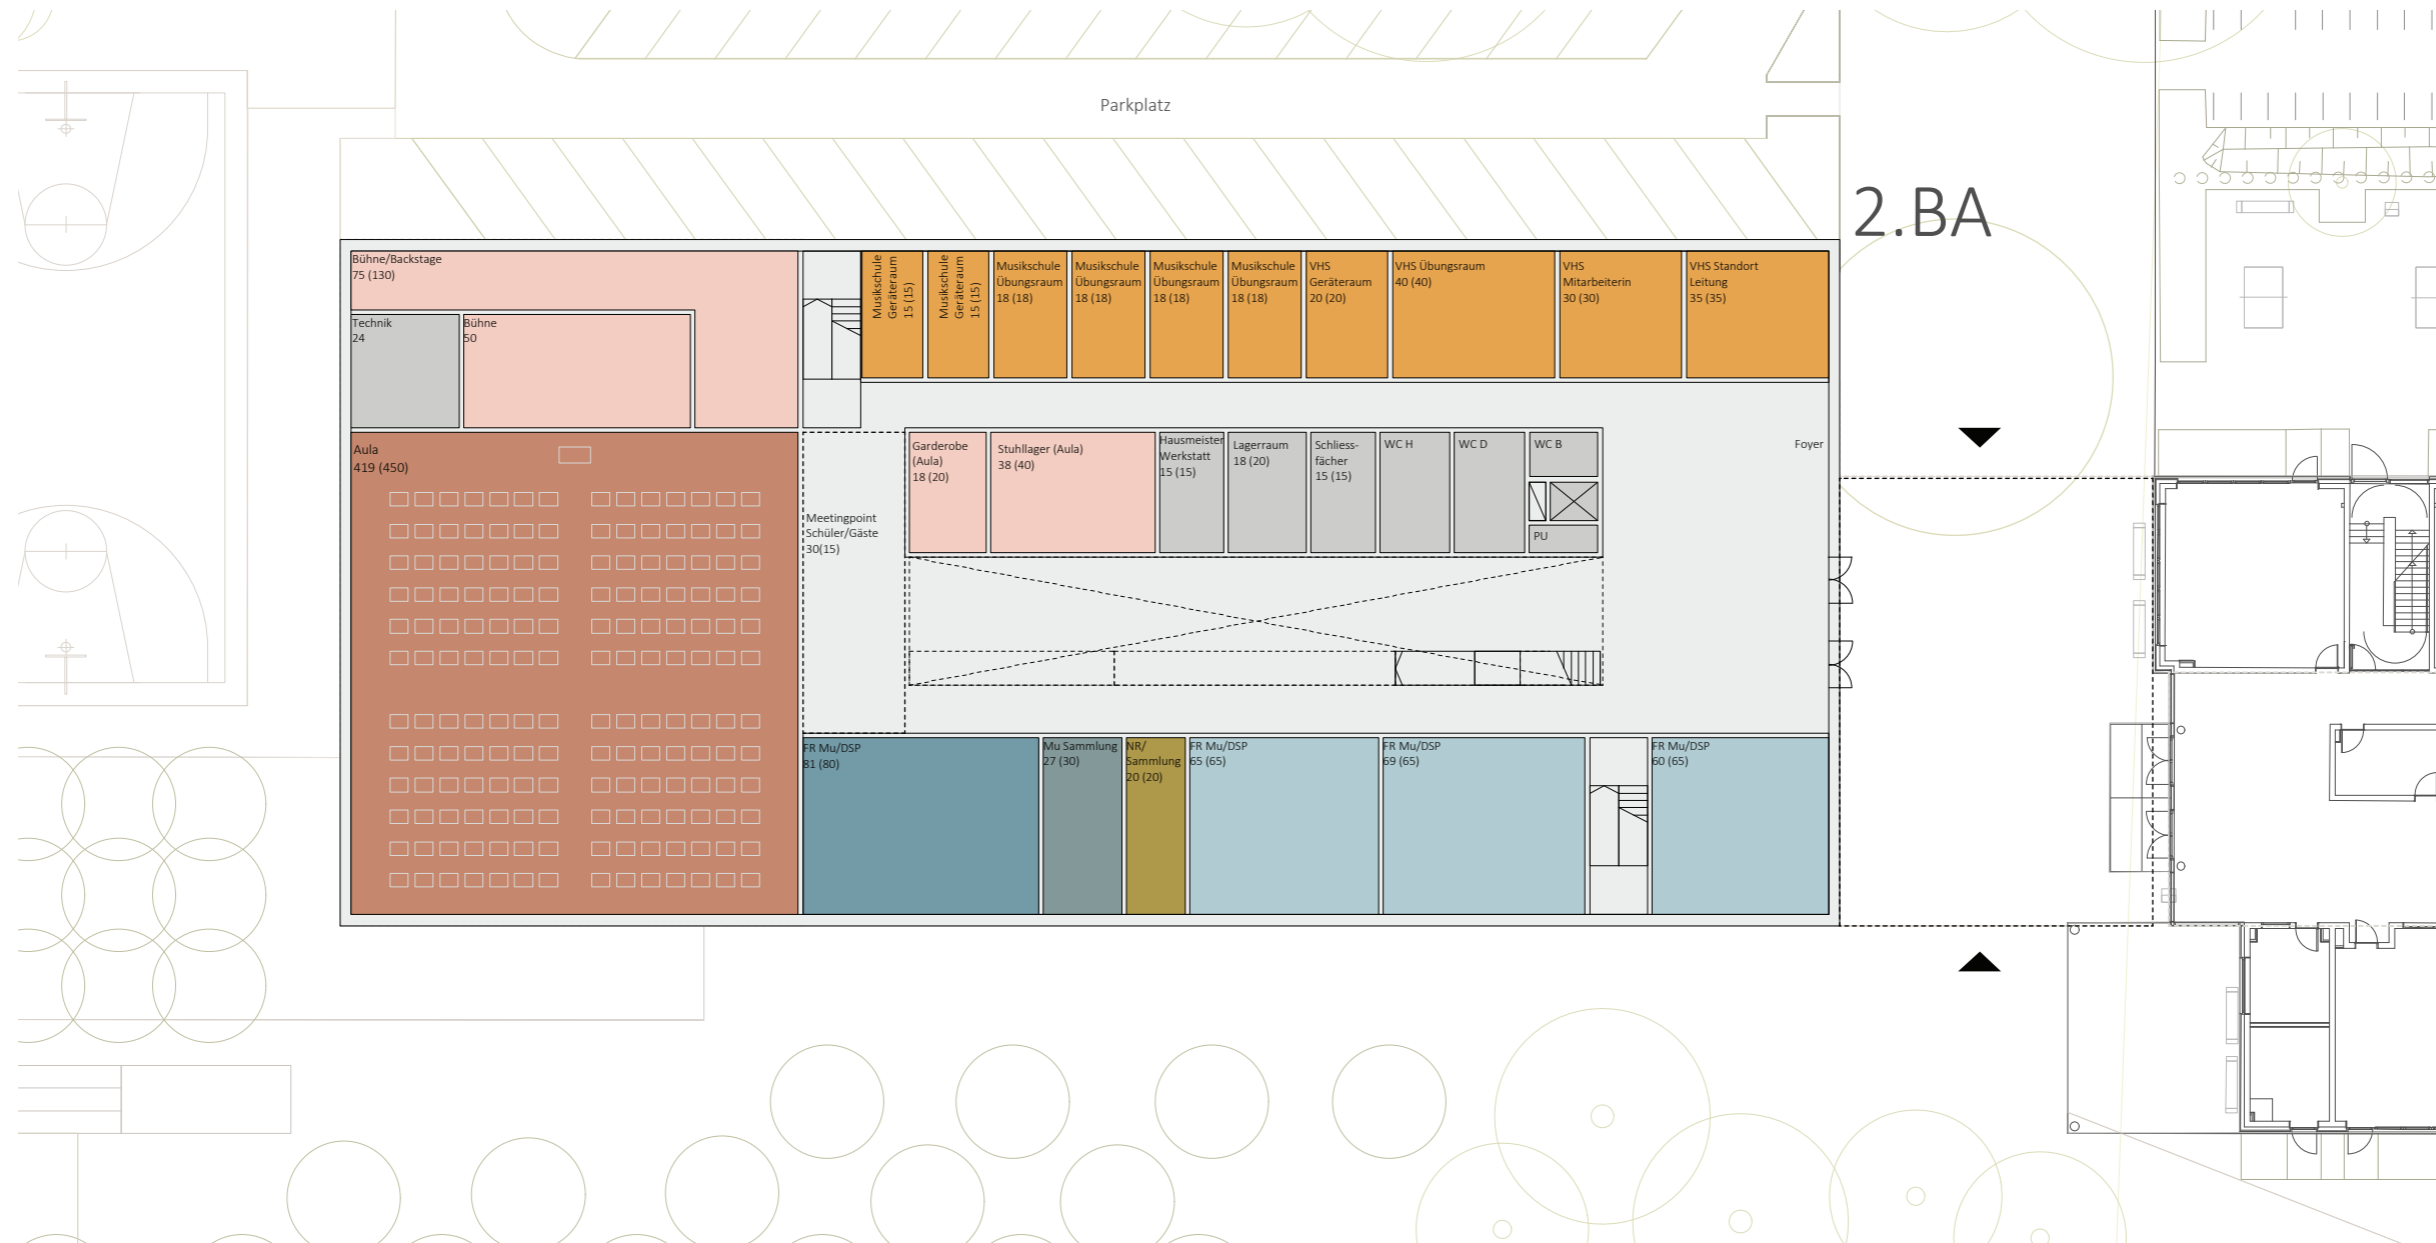 Parkplatz
2.BA
Bühne/Backstage
75 (130)
Technik
24
Bühne
50
Musikschule
Geräteraum
15 (15)
Musikschule
Geräteraum
15 (15)
Musikschule
Übungsraum
18 (18)
Musikschule
Übungsraum
18 (18)
Musikschule
Übungsraum
18 (18)
Musikschule
Übungsraum
18 (18)
VHS
Geräteraum
20 (20)
VHS Übungsraum
40 (40)
VHS
Mitarbeiterin
30 (30)
VHS Standort
Leitung
35 (35)
Aula
419 (450)
Meetingpoint
Schüler/Gäste
30(15)
Garderobe
(Aula)
18 (20)
Stuhllager (Aula)
38 (40)
Hausmeister
Werkstatt
15 (15)
Lagerraum
18 (20)
Schliess-
fächer
15 (15)
WC H
WC D
WC B
PU
Foyer
FR Mu/DSP
81 (80)
Mu Sammlung
27 (30)
NR/
Sammlung
20 (20)
FR Mu/DSP
65 (65)
FR Mu/DSP
69 (65)
FR Mu/DSP
60 (65)